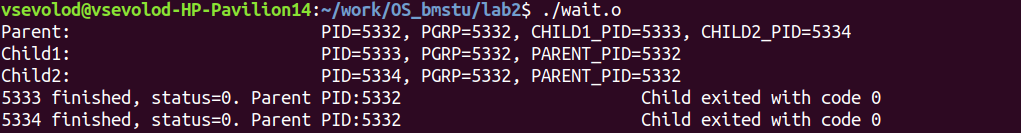 vsevolod@vsevolod-HP-Pavilion14:~/work/OS_bmstu/lab2$ ./wait.o
Parent: PID=5332, PGRP=5332, CHILD1_PID=5333, CHILD2_PID=5334
Child1: PID=5333, PGRP=5332, PARENT_PID=5332
Child2: PID=5334, PGRP=5332, PARENT_PID=5332
5333 finished, status=0. Parent PID:5332 Child exited with code 0
5334 finished, status=0. Parent PID:5332 Child exited with code 0